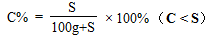 C% = S / 100g+S × 100%（C＜S）